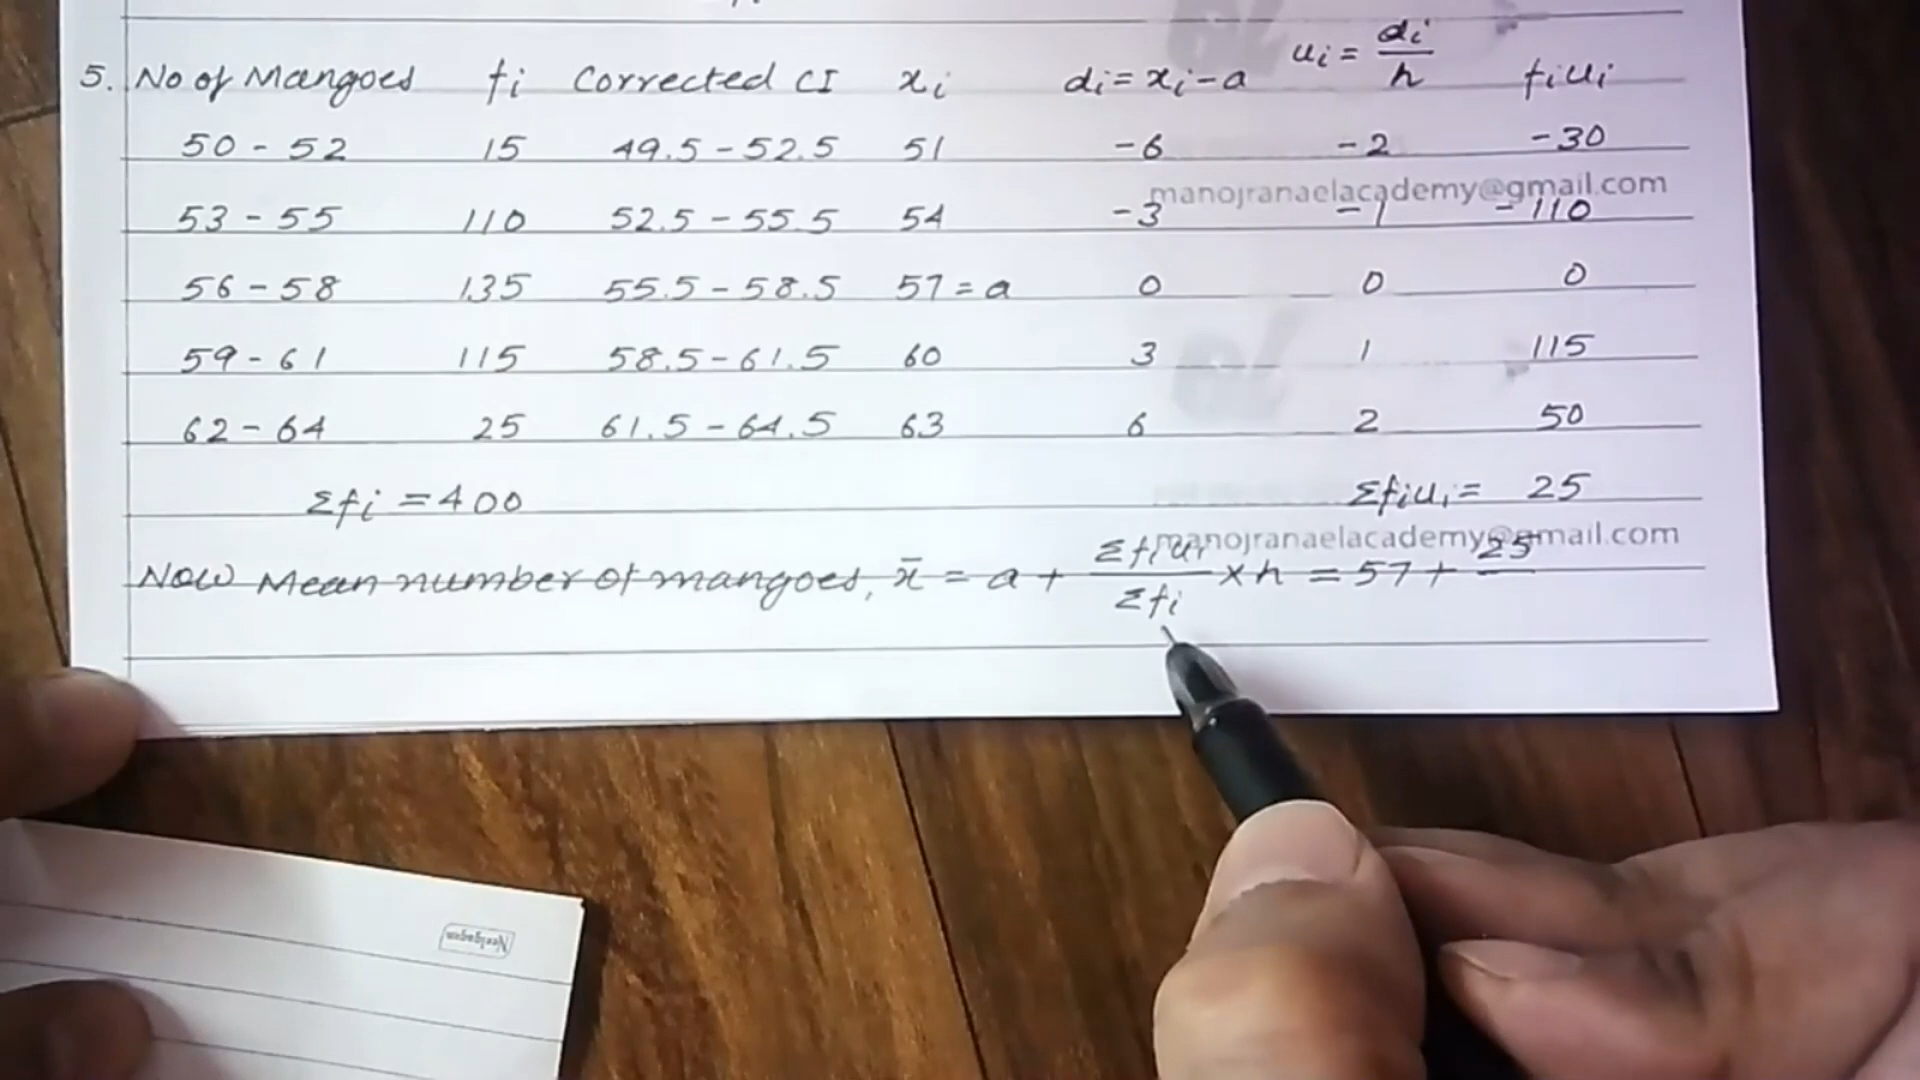 5. No of Mangoes fi Corrected CI xi di = xi - a ui = di/h fiui
50 - 52 15 49.5 - 52.5 51 -6 -2 -30
manojranaelacademy@gmail.com
53 - 55 110 52.5 - 55.5 54 -3 -1 -110
56 - 58 135 55.5 - 58.5 57 = a 0 0 0
59 - 61 115 58.5 - 61.5 60 3 1 115
62 - 64 25 61.5 - 64.5 63 6 2 50
Σfi = 400 Σfiui = 25
manojranaelacademy@gmail.com
Now Mean number of mangoes, x̄ = a + Σfiui/Σfi × h = 57 + 25
Neelgagan